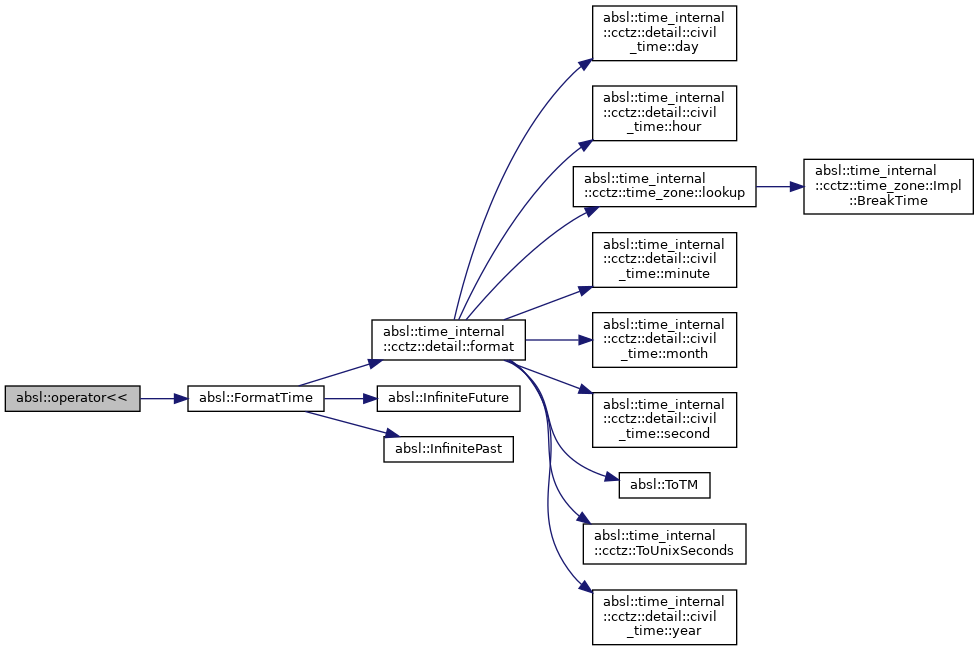 absl::time_internal
::cctz::detail::civil
_time::day
absl::time_internal
::cctz::detail::civil
_time::hour
absl::time_internal
::cctz::time_zone::lookup
absl::time_internal
::cctz::time_zone::Impl
::BreakTime
absl::time_internal
::cctz::detail::civil
_time::minute
absl::time_internal
::cctz::detail::format
absl::time_internal
::cctz::detail::civil
_time::month
absl::operator<<
absl::FormatTime
absl::InfiniteFuture
absl::time_internal
::cctz::detail::civil
_time::second
absl::InfinitePast
absl::ToTM
absl::time_internal
::cctz::ToUnixSeconds
absl::time_internal
::cctz::detail::civil
_time::year